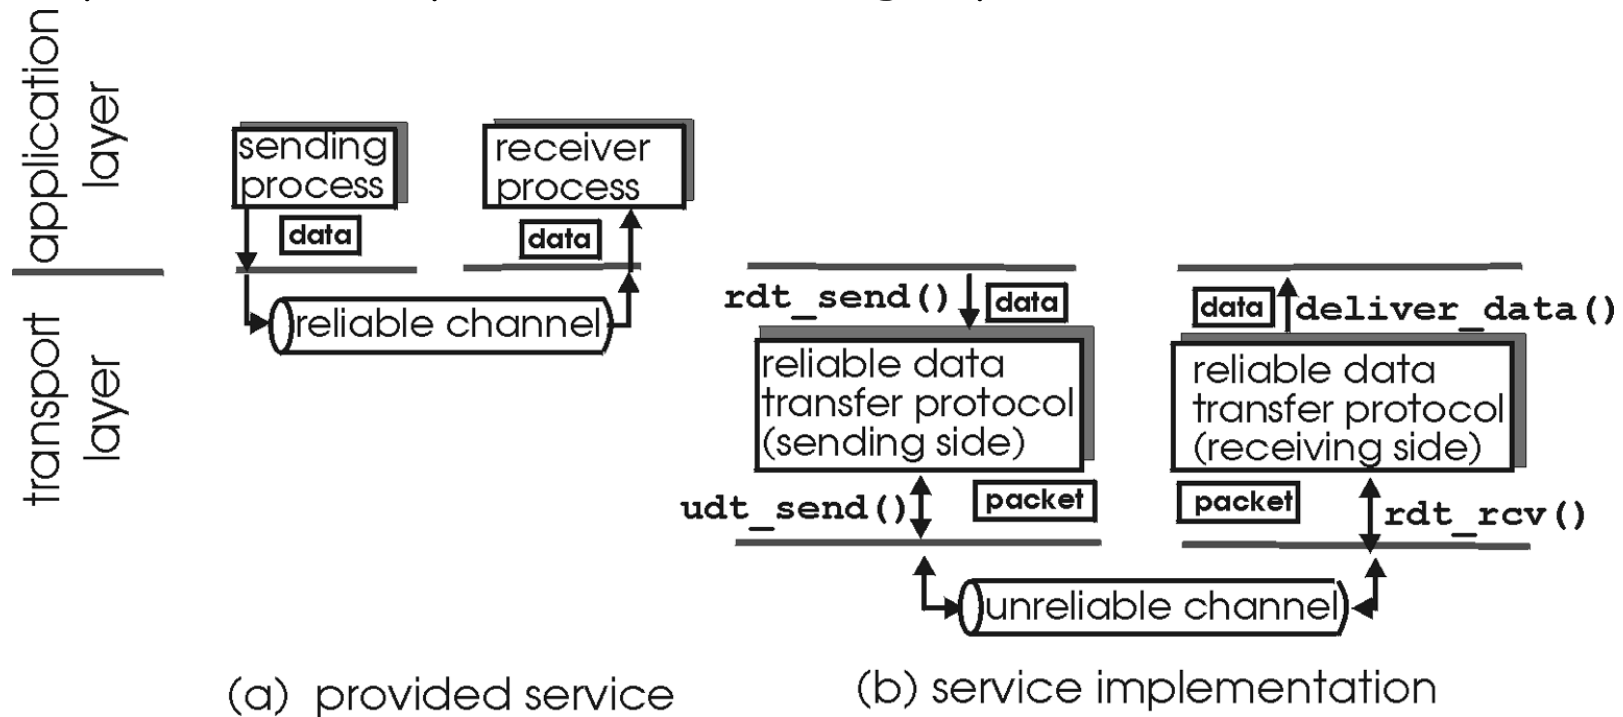 application
layer
transport
layer
sending
process
data
receiver
process
data
reliable channel
(a) provided service
rdt_send()
data
reliable data
transfer protocol
(sending side)
udt_send()
packet
data
deliver_data()
reliable data
transfer protocol
(receiving side)
packet
rdt_rcv()
unreliable channel
(b) service implementation